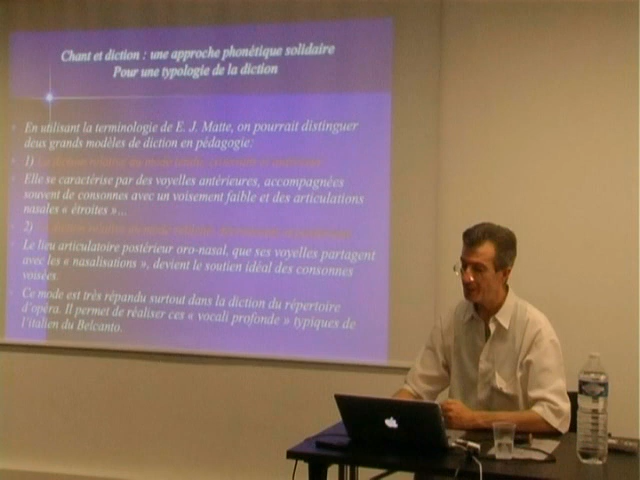 Chant et diction : une approche phonétique solidaire
Pour une typologie de la diction
En utilisant la terminologie de E. J. Matte, on pourrait distinguer
deux grands modèles de diction en pédagogie:
1)
Elle se caractérise par des voyelles antérieures, accompagnées
souvent de consonnes avec un voisement faible et des articulations
nasales « étroites »...
2)
Le lieu articulatoire postérieur oro-nasal, que ses voyelles partagent
avec les « nasalisations », devient le soutien idéal des consonnes
voisées.
Ce mode est très répandu surtout dans la diction du répertoire
d'opéra. Il permet de réaliser ces « vocali profonde » typiques de
l'italien du Belcanto.